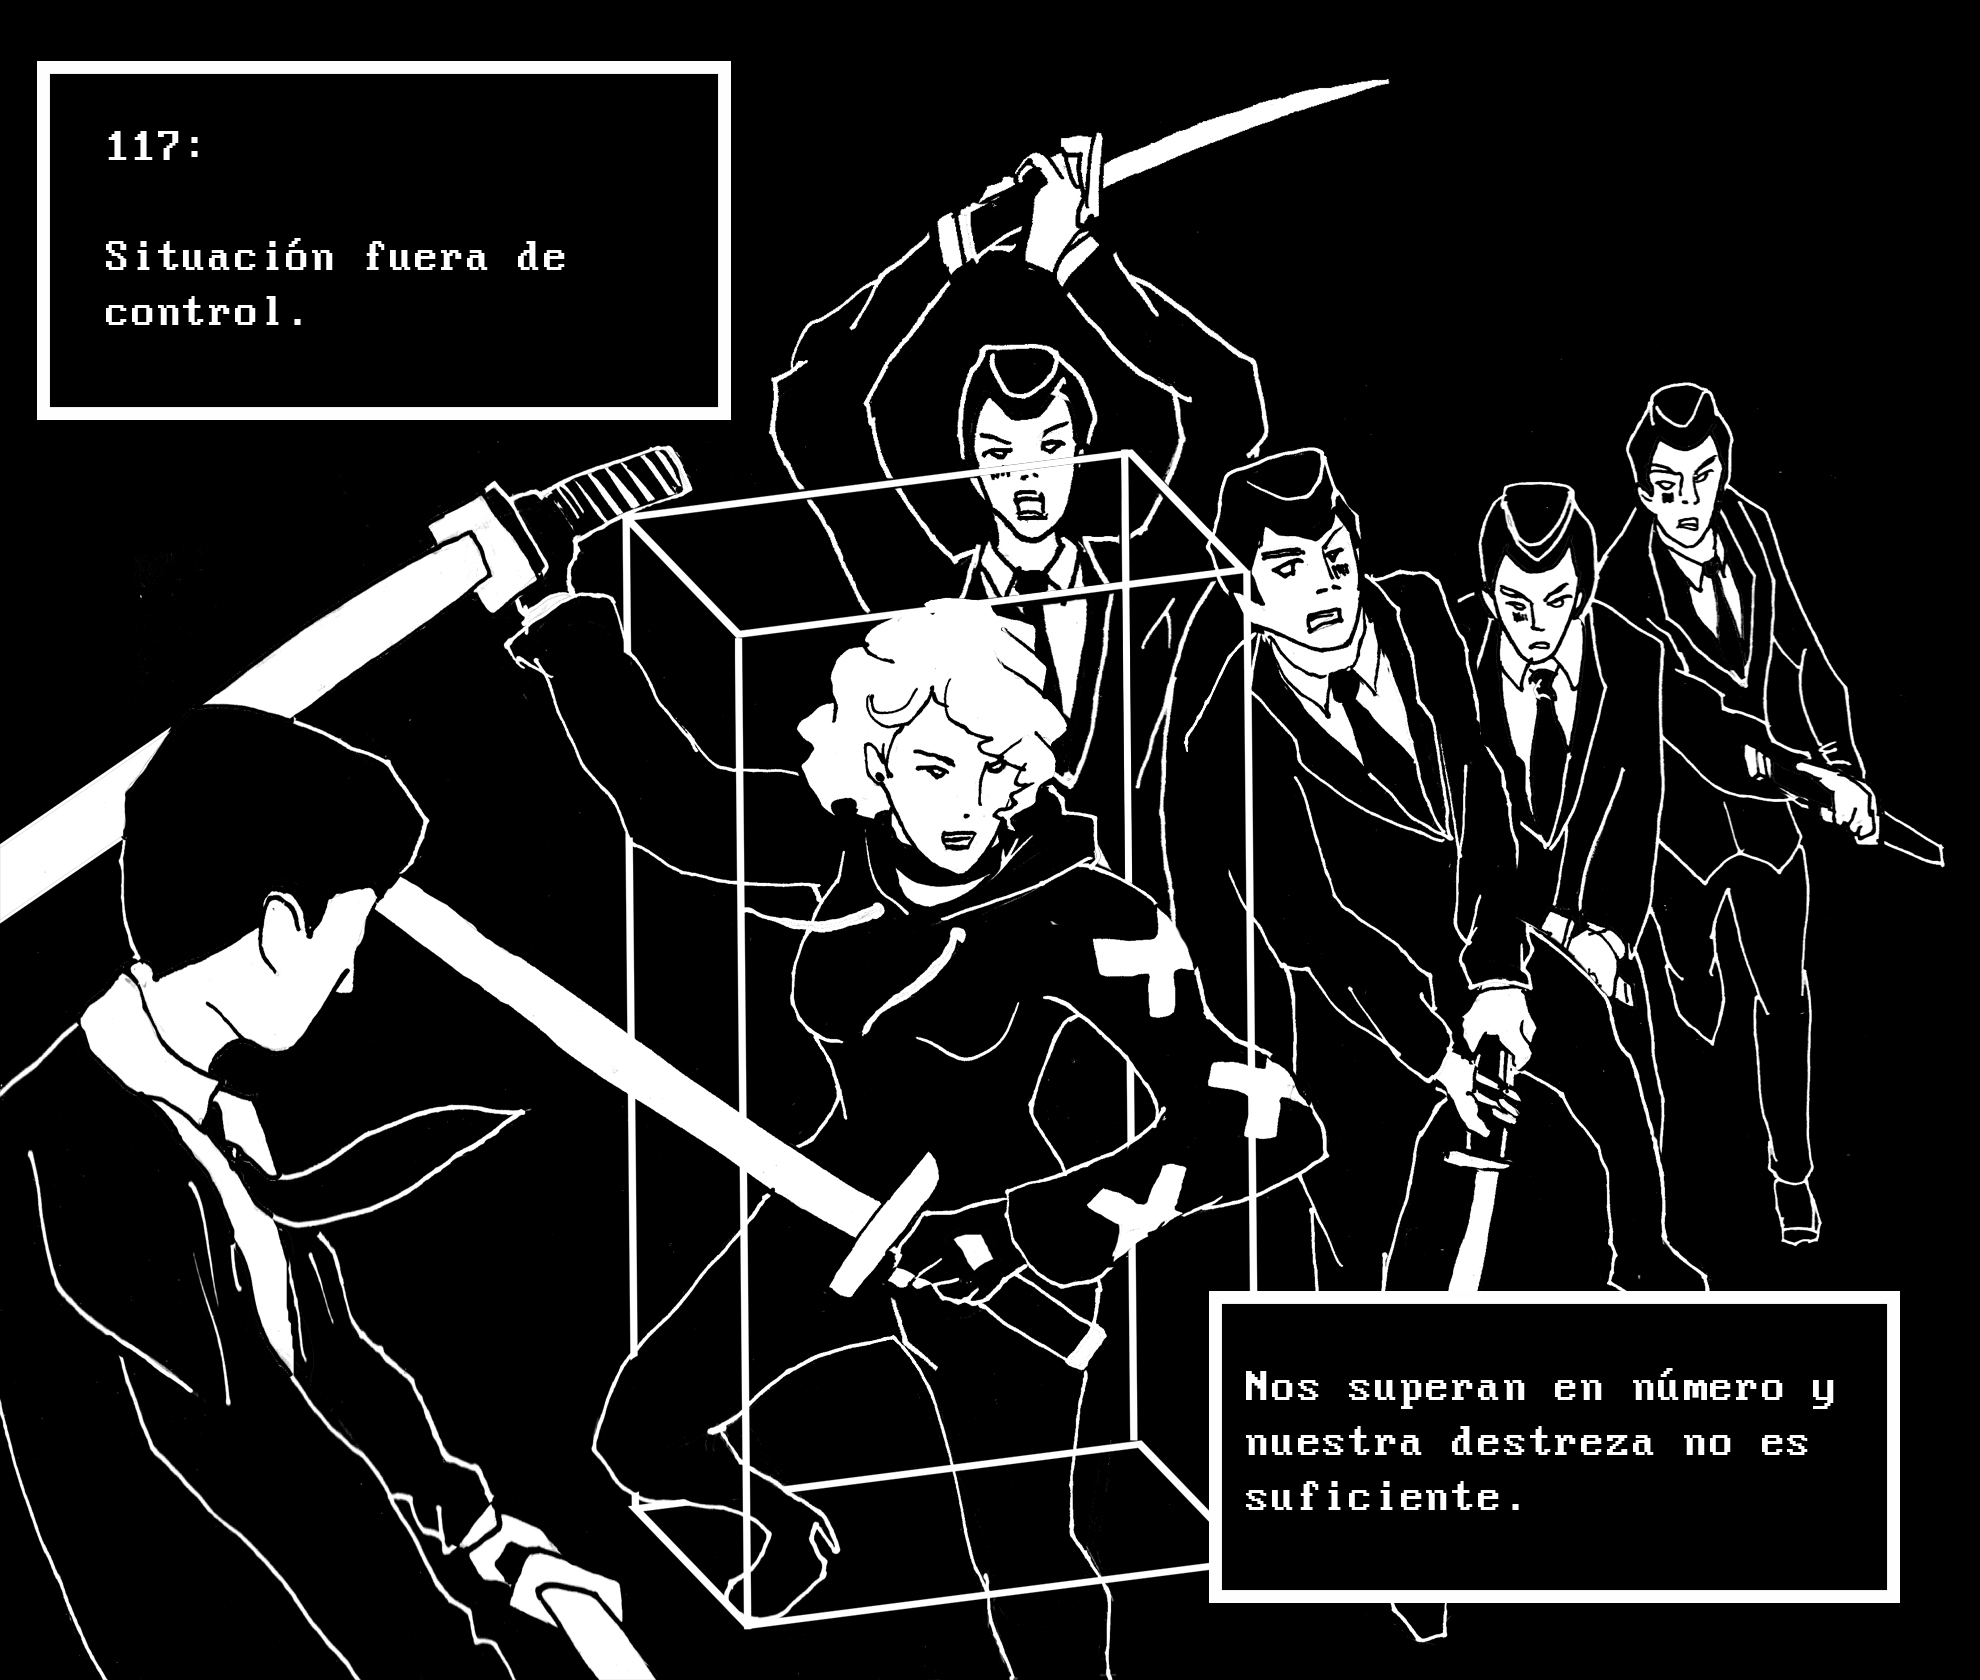 117:
Situación fuera de
control.
Nos superan en número y
nuestra destreza no es
suficiente.